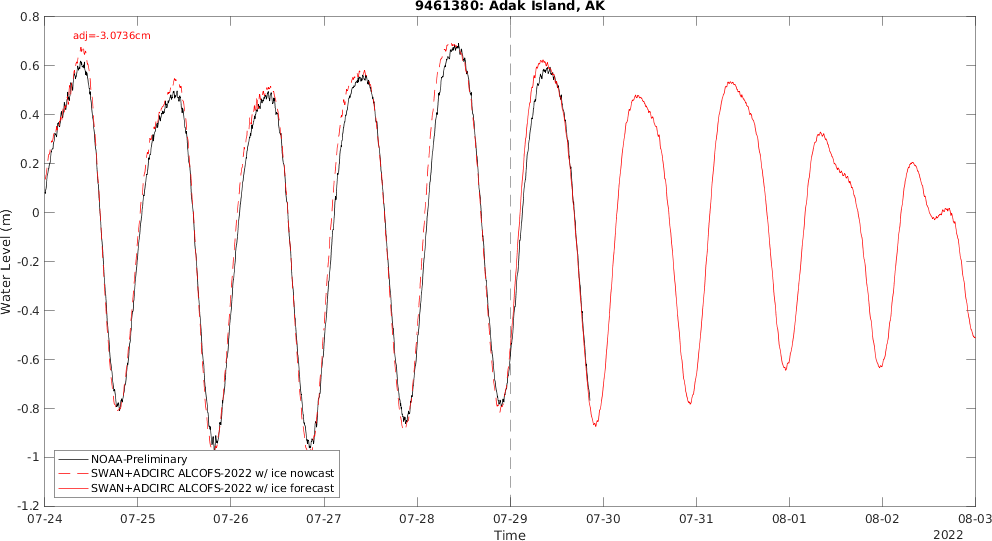 9461380: Adak Island, AK
adj=-3.0736cm
Water Level (m)
0.8
0.6
0.4
0.2
0
-0.2
-0.4
-0.6
-0.8
-1
-1.2
NOAA-Preliminary
SWAN+ADCIRC ALCOFS-2022 w/ ice nowcast
SWAN+ADCIRC ALCOFS-2022 w/ ice forecast
07-24 07-25 07-26 07-27 07-28 07-29 07-30 07-31 08-01 08-02 08-03
Time
2022